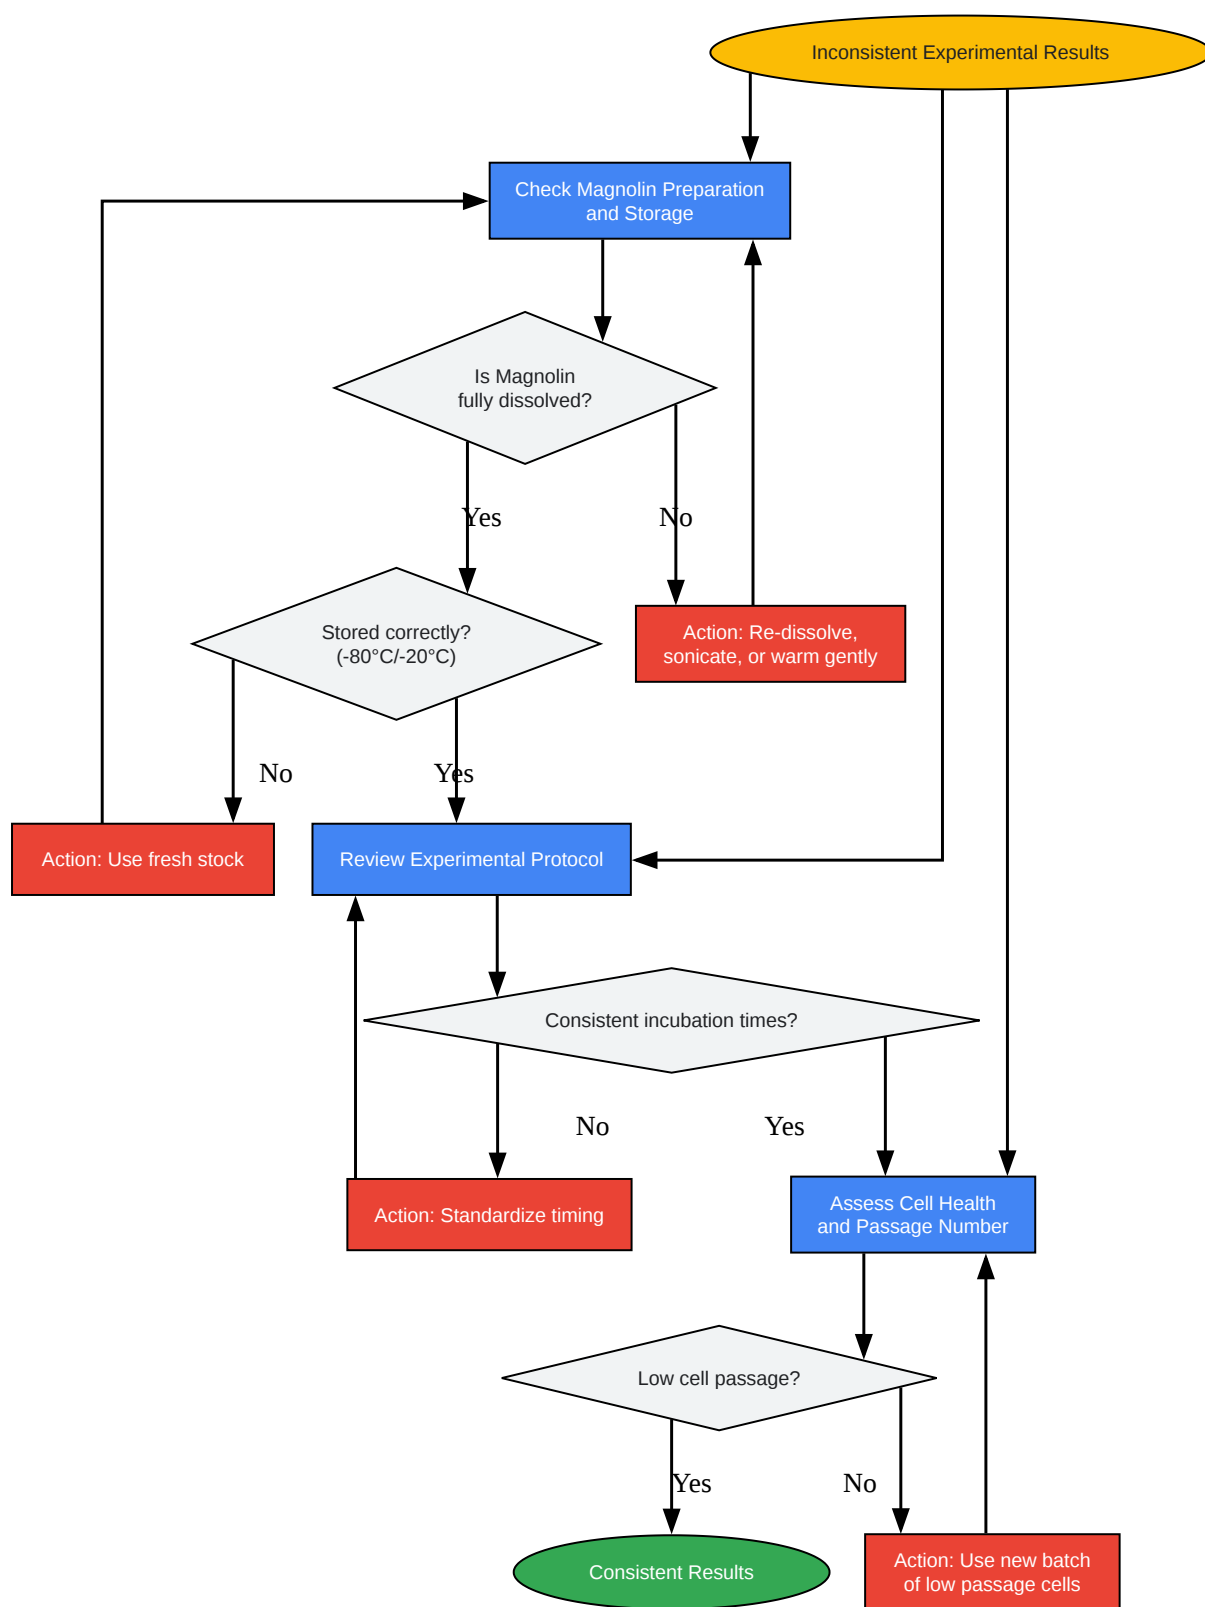 Inconsistent Experimental Results
Check Magnolin Preparation
and Storage
Is Magnolin
fully dissolved?
Yes
No
Stored correctly?
(-80°C/-20°C)
Action: Re-dissolve,
sonicate, or warm gently
No
Yes
Action: Use fresh stock
Review Experimental Protocol
Consistent incubation times?
No
Yes
Action: Standardize timing
Assess Cell Health
and Passage Number
Low cell passage?
Yes
No
Consistent Results
Action: Use new batch
of low passage cells